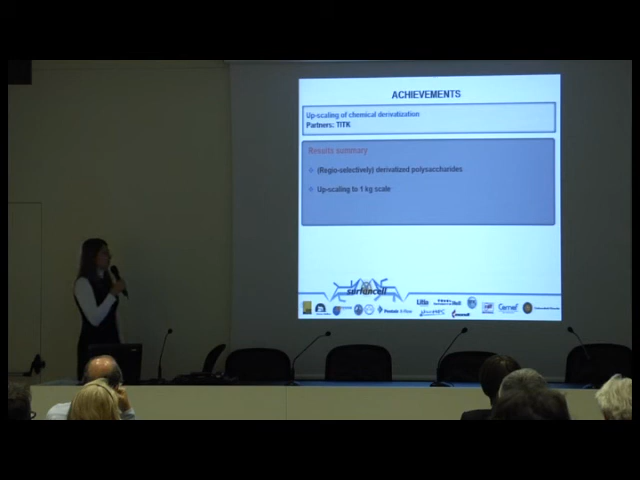 ACHIEVEMENTS
Up-scaling of chemical derivatization
Partners: TITK
Results summary
(Regio-selectively) derivatized polysaccharides
Up-scaling to 1 kg scale
surfuncell